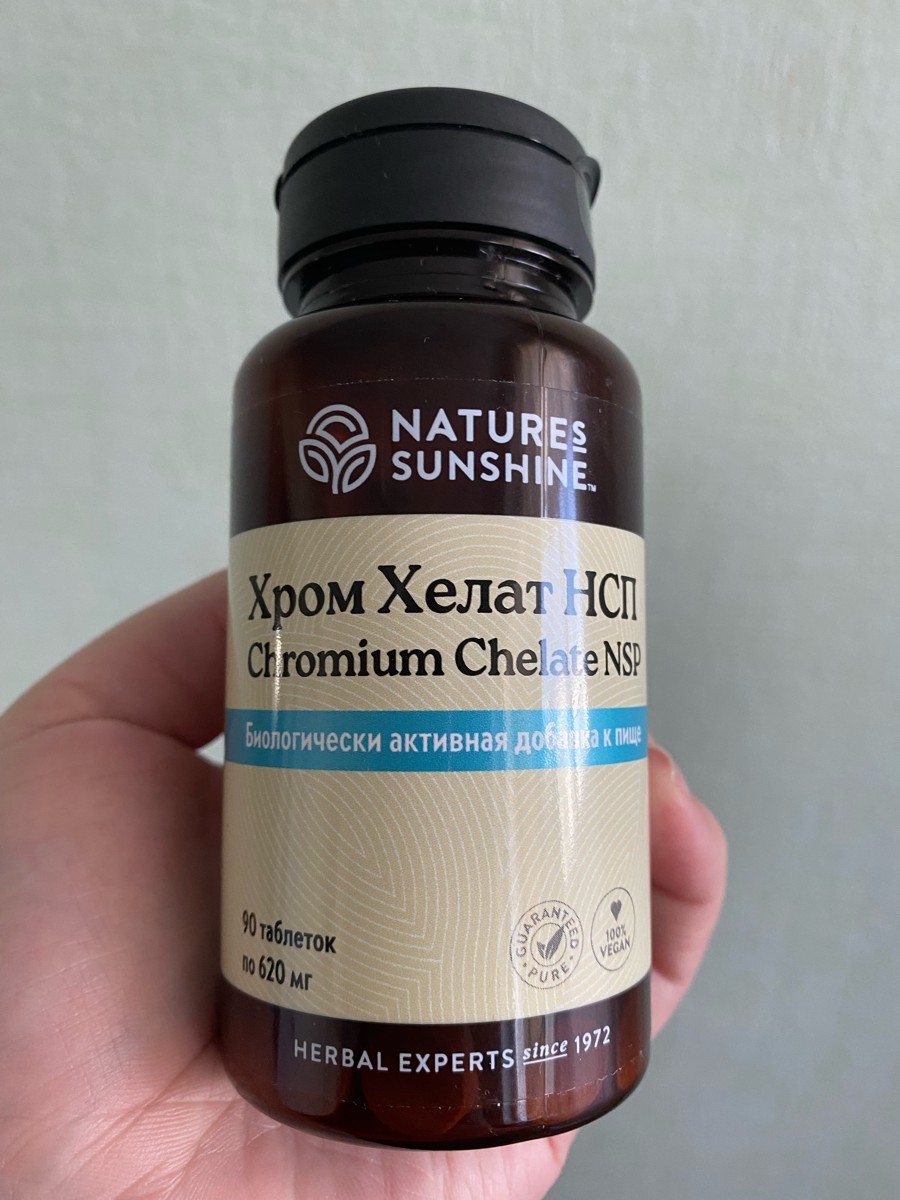 NATURES
SUNSHINE™
Хром Хелат НСП
Chromium Chelate NSP
Биологически активная добавка к пище
90 таблеток
по 620 мг
GUARANTEED
PURE
100%
VEGAN
HERBAL EXPERTS since 1972